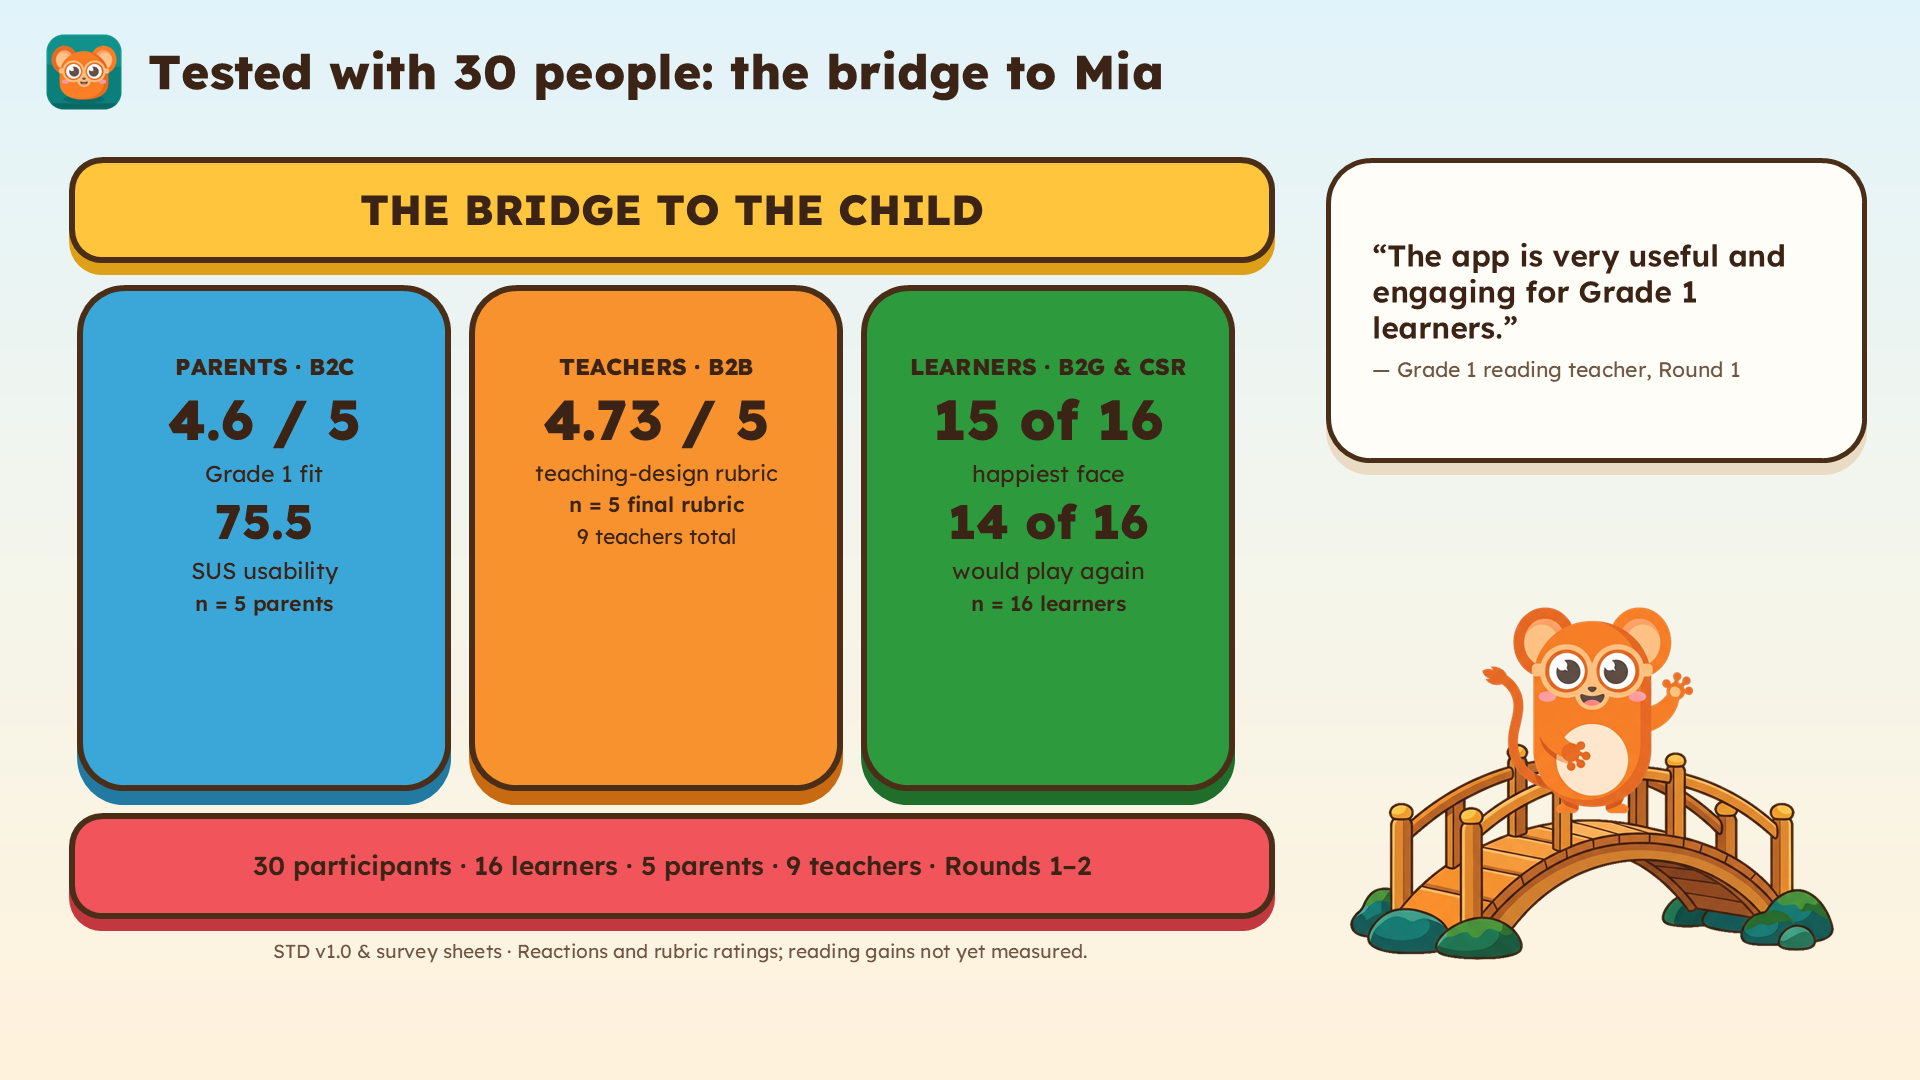 Tested with 30 people: the bridge to Mia
THE BRIDGE TO THE CHILD
PARENTS · B2C
4.6 / 5
Grade 1 fit
75.5
SUS usability
n = 5 parents
TEACHERS · B2B
4.73 / 5
teaching-design rubric
n = 5 final rubric
9 teachers total
LEARNERS · B2G & CSR
15 of 16
happiest face
14 of 16
would play again
n = 16 learners
30 participants · 16 learners · 5 parents · 9 teachers · Rounds 1–2
STD v1.0 & survey sheets · Reactions and rubric ratings; reading gains not yet measured.
“The app is very useful and
engaging for Grade 1
learners.”
— Grade 1 reading teacher, Round 1